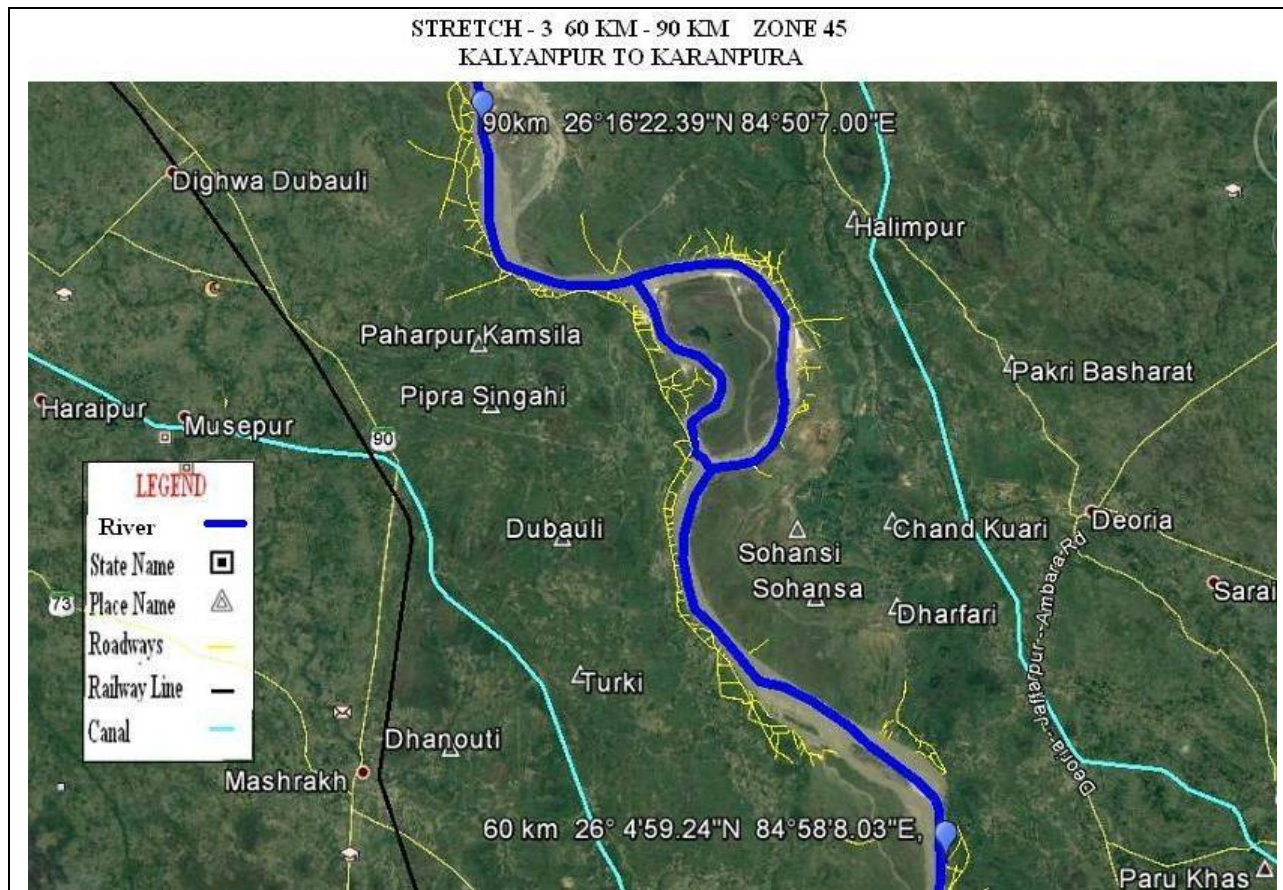 STRETCH - 3 60 KM - 90 KM ZONE 45
KALYANPUR TO KARANPURA
90km 26°16'22.39"N 84°50'7.00"E
Dighwa Dubauli
Halimpur
Paharpur Kamsila
Pakri Basharat
Pipra Singahi
Haraipur
Musepur
90
LEGEND
River
State Name
Place Name
Roadways
Railway Line
Canal
Dubauli
Sohansi
Chand Kuari
Deoria
Sohansa
Dharfari
Sarai
73
Turki
Deoria---Jaffarpur---Ambara Rd
Dhanouti
Mashrakh
60 km 26° 4'59.24"N 84°58'8.03"E,
Paru Khas